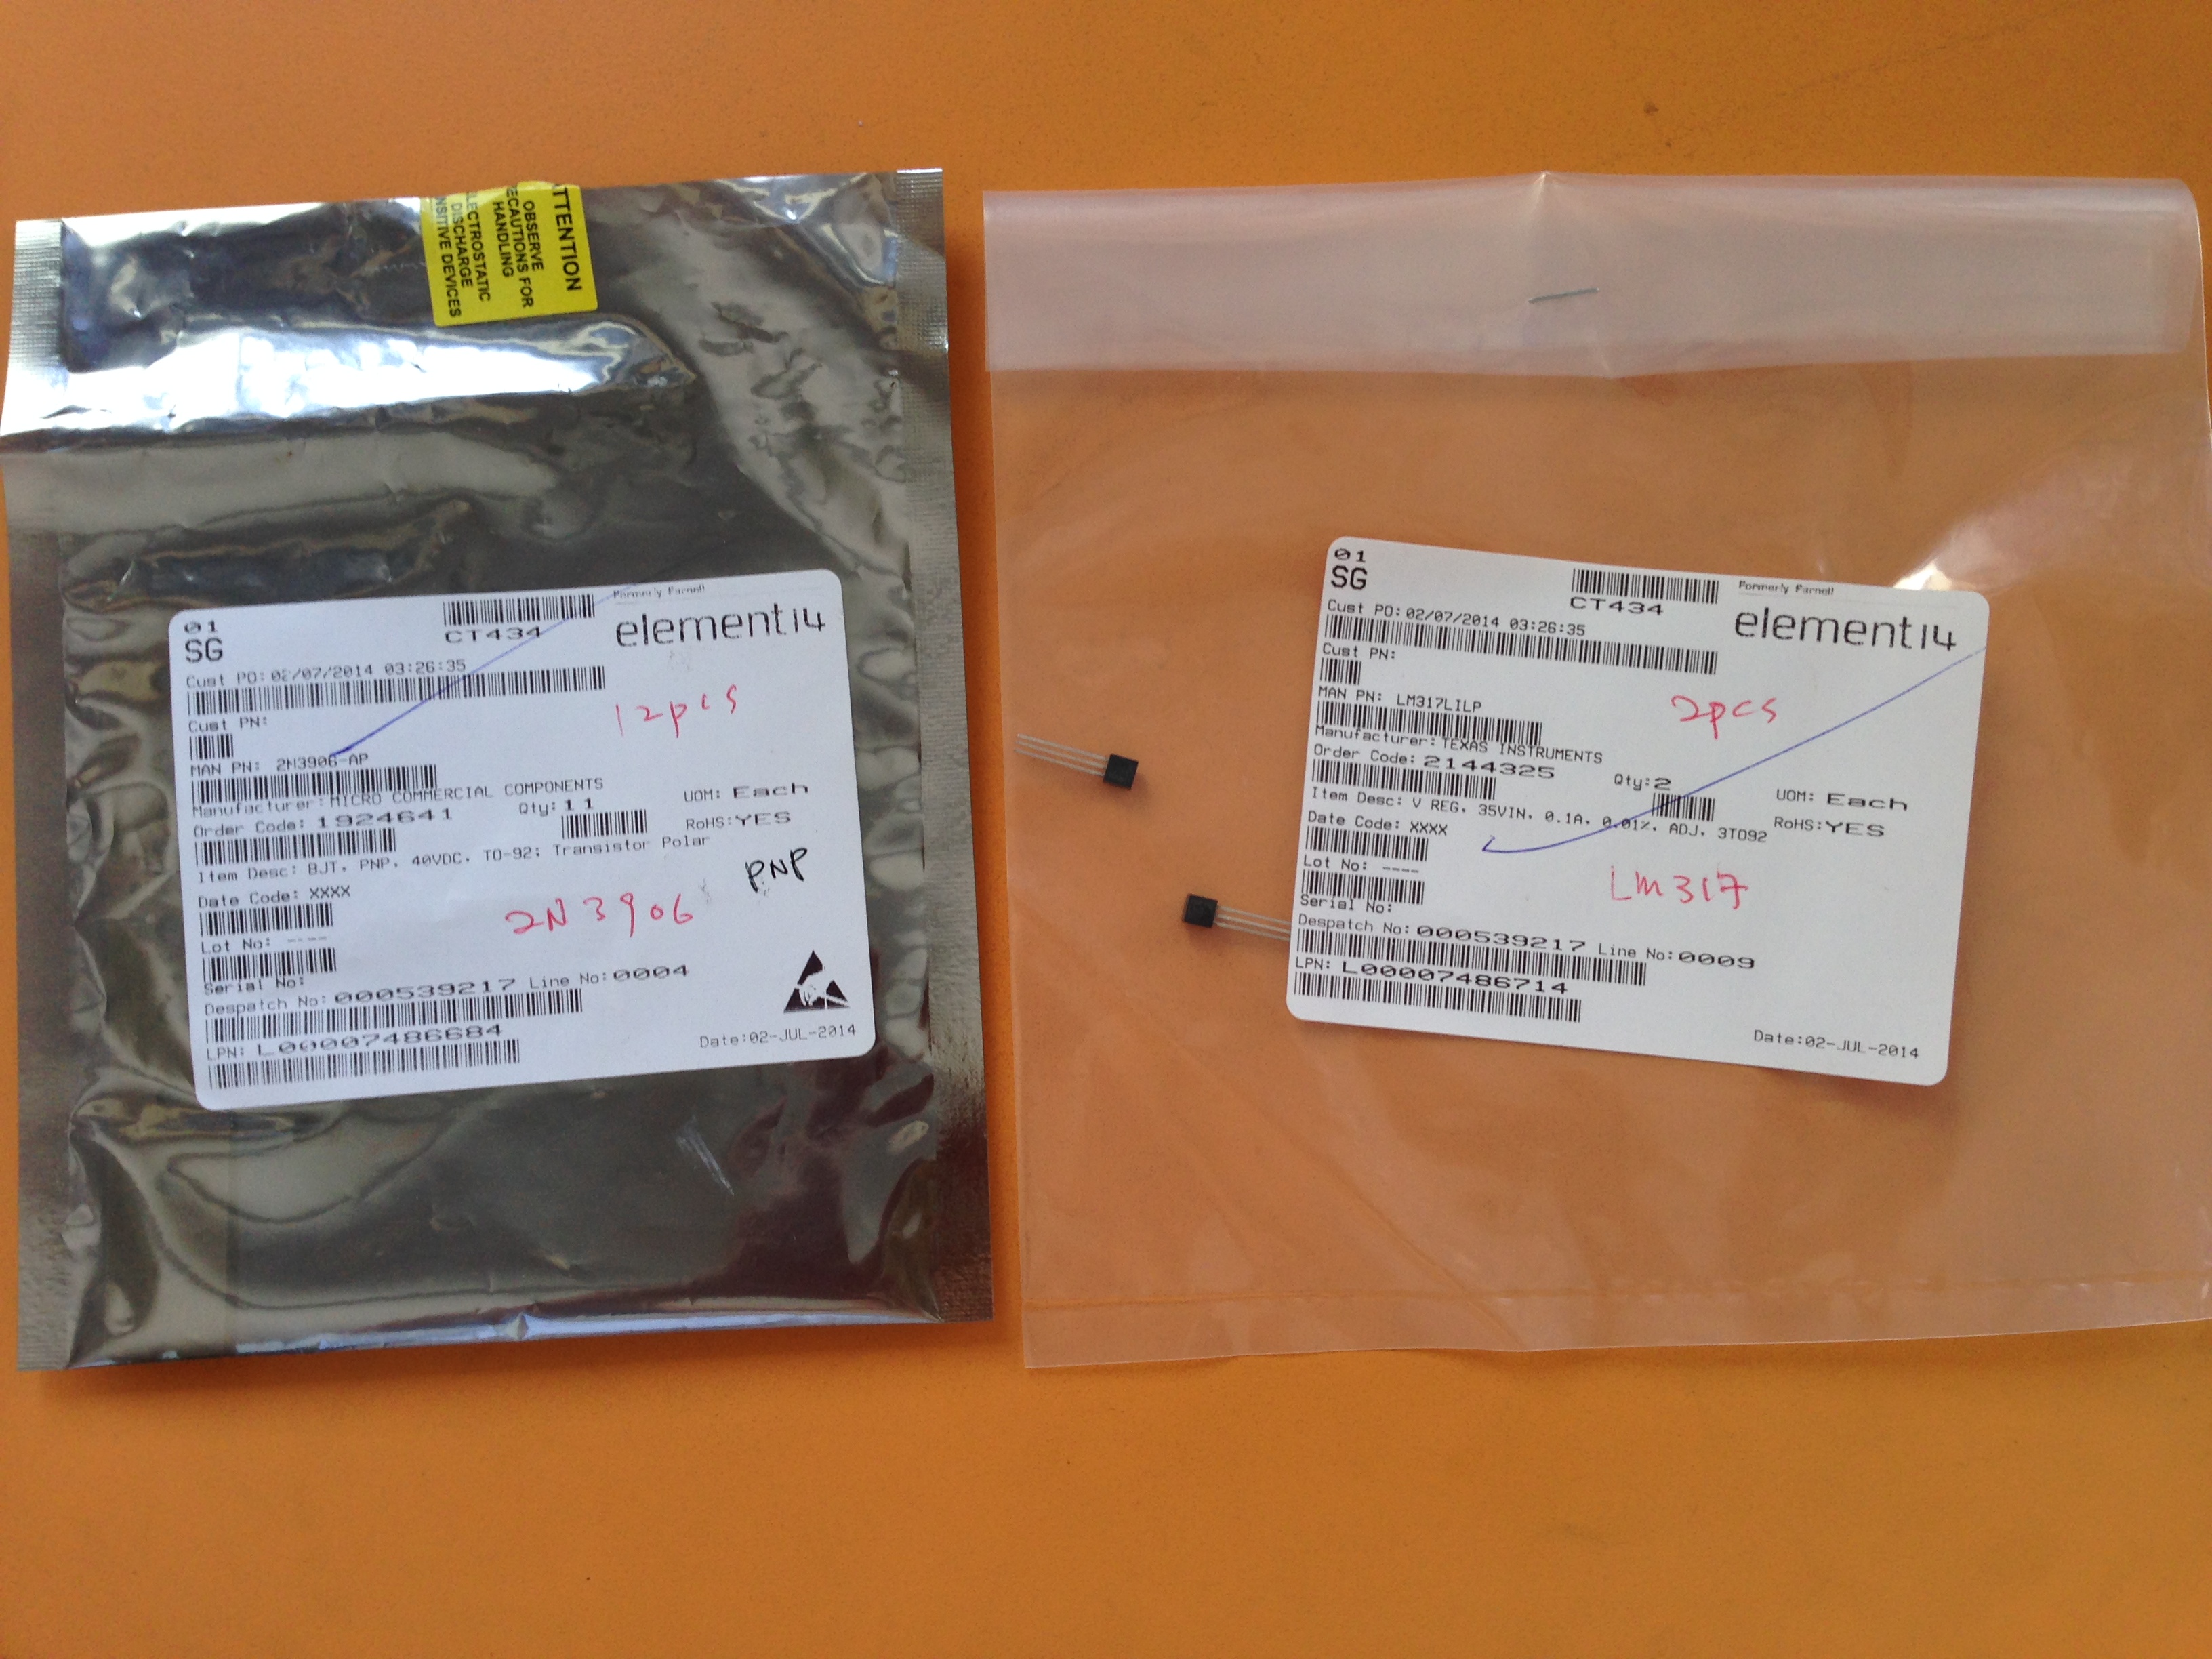 ATTENTION
OBSERVE
PRECAUTIONS FOR
HANDLING
ELECTROSTATIC
DISCHARGE
SENSITIVE DEVICES
01
SG
CT434
Formerly Farnell
element14
Cust PO: 02/07/2014 03:26:35
12pcs
Cust PN:
MAN PN: 2N3906-AP
Manufacturer: MICRO COMMERCIAL COMPONENTS
Order Code: 1924641 Qty: 11 UOM: Each
RoHS: YES
Item Desc: BJT, PNP, 40VDC, TO-92; Transistor Polar
PNP
Date Code: XXXX
2N3906
Lot No: ----
Serial No:
Despatch No: 000539217 Line No: 0004
LPN: L00007486684
Date: 02-JUL-2014
01
SG
CT434
Formerly Farnell
element14
Cust PO: 02/07/2014 03:26:35
Cust PN:
2pcs
MAN PN: LM317LILP
Manufacturer: TEXAS INSTRUMENTS
Order Code: 2144325 Qty: 2 UOM: Each
Item Desc: V REG, 35VIN, 0.1A, 0.01%, ADJ, 3TO92
RoHS: YES
Date Code: XXXX
Lot No: ----
LM317
Serial No:
Despatch No: 000539217 Line No: 0009
LPN: L00007486714
Date: 02-JUL-2014